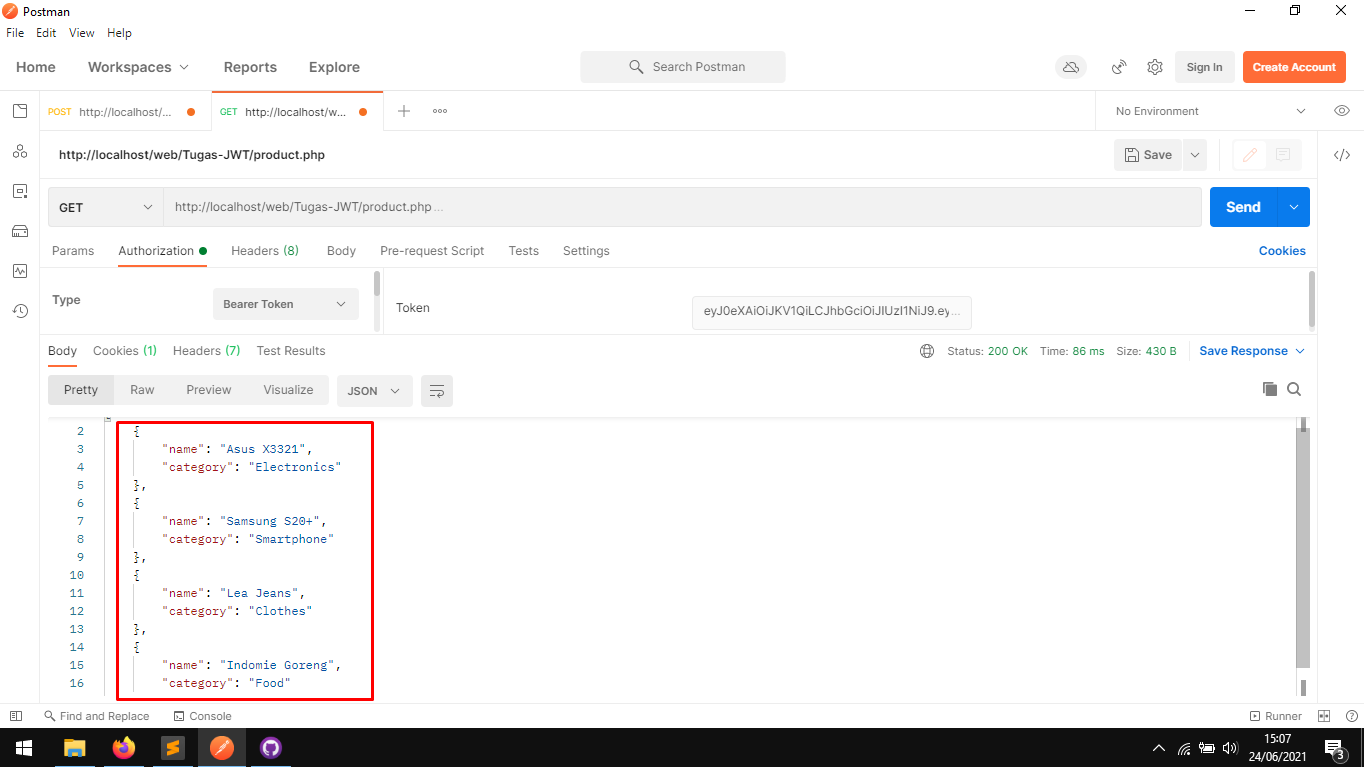 Postman
File Edit View Help
Home Workspaces Reports Explore Search Postman Sign In Create Account
POST http://localhost/... GET http://localhost/w... No Environment
http://localhost/web/Tugas-JWT/product.php Save
GET http://localhost/web/Tugas-JWT/product.php ... Send
Params Authorization Headers (8) Body Pre-request Script Tests Settings Cookies
Type Bearer Token Token eyJ0eXAiOiJKV1QiLCJhbGciOiJIUzI1NiJ9.ey...
Body Cookies (1) Headers (7) Test Results Status: 200 OK Time: 86 ms Size: 430 B Save Response
Pretty Raw Preview Visualize JSON
2 {
3 "name": "Asus X3321",
4 "category": "Electronics"
5 },
6 {
7 "name": "Samsung S20+",
8 "category": "Smartphone"
9 },
10 {
11 "name": "Lea Jeans",
12 "category": "Clothes"
13 },
14 {
15 "name": "Indomie Goreng",
16 "category": "Food"
Find and Replace Console Runner
15:07
24/06/2021 3